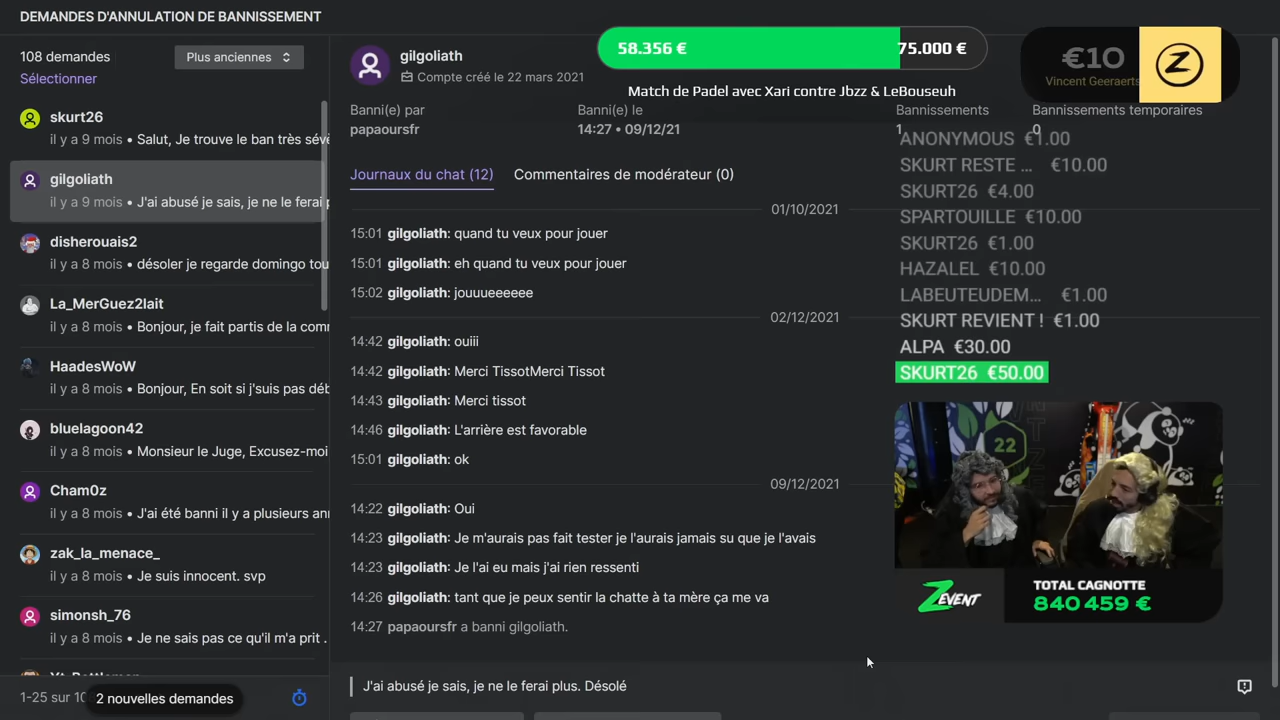 DEMANDES D'ANNULATION DE BANNISSEMENT
108 demandes
Plus anciennes
Sélectionner
skurt26
il y a 9 mois • Salut, Je trouve le ban très sévè
gilgoliath
il y a 9 mois • J'ai abusé je sais, je ne le ferai p
disherouais2
il y a 8 mois • désoler je regarde domingo tou
La_MerGuez2lait
il y a 8 mois • Bonjour, je fait partis de la comm
HaadesWoW
il y a 8 mois • Bonjour, En soit si j'suis pas déb
bluelagoon42
il y a 8 mois • Monsieur le Juge, Excusez-moi
Cham0z
il y a 8 mois • J'ai été banni il y a plusieurs ann
zak_la_menace_
il y a 8 mois • Je suis innocent. svp
simonsh_76
il y a 8 mois • Je ne sais pas ce qu'il m'a prit .
1-25 sur 10
2 nouvelles demandes
gilgoliath
Compte créé le 22 mars 2021
58.356 €
75.000 €
Match de Padel avec Xari contre Jbzz & LeBouseuh
€10
Vincent Geeraerts
Z
Banni(e) par
papaoursfr
Banni(e) le
14:27 • 09/12/21
Bannissements
1
Bannissements temporaires
0
Journaux du chat (12)
Commentaires de modérateur (0)
01/10/2021
15:01 gilgoliath: quand tu veux pour jouer
15:01 gilgoliath: eh quand tu veux pour jouer
15:02 gilgoliath: jouuueeeeee
02/12/2021
14:42 gilgoliath: ouiii
14:42 gilgoliath: Merci TissotMerci Tissot
14:43 gilgoliath: Merci tissot
14:46 gilgoliath: L'arrière est favorable
15:01 gilgoliath: ok
09/12/2021
14:22 gilgoliath: Oui
14:23 gilgoliath: Je m'aurais pas fait tester je l'aurais jamais su que je l'avais
14:23 gilgoliath: Je l'ai eu mais j'ai rien ressenti
14:26 gilgoliath: tant que je peux sentir la chatte à ta mère ça me va
14:27 papaoursfr a banni gilgoliath.
J'ai abusé je sais, je ne le ferai plus. Désolé
ANONYMOUS €1.00
SKURT RESTE ... €10.00
SKURT26 €4.00
SPARTOUILLE €10.00
SKURT26 €1.00
HAZALEL €10.00
LABEUTEUDEM... €1.00
SKURT REVIENT ! €1.00
ALPA €30.00
SKURT26 €50.00
22
ZEVENT
TOTAL CAGNOTTE
840 459 €